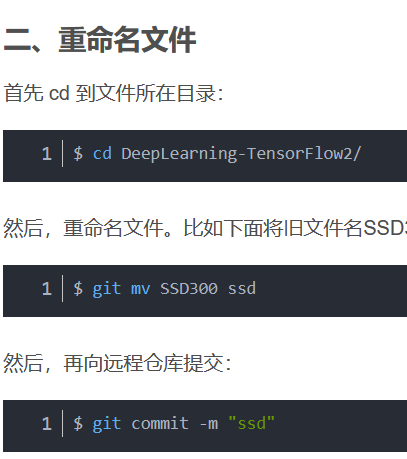 二、重命名文件
首先 cd 到文件所在目录：
1 $ cd DeepLearning-TensorFlow2/
然后，重命名文件。比如下面将旧文件名SSD3
1 $ git mv SSD300 ssd
然后，再向远程仓库提交：
1 $ git commit -m "ssd"